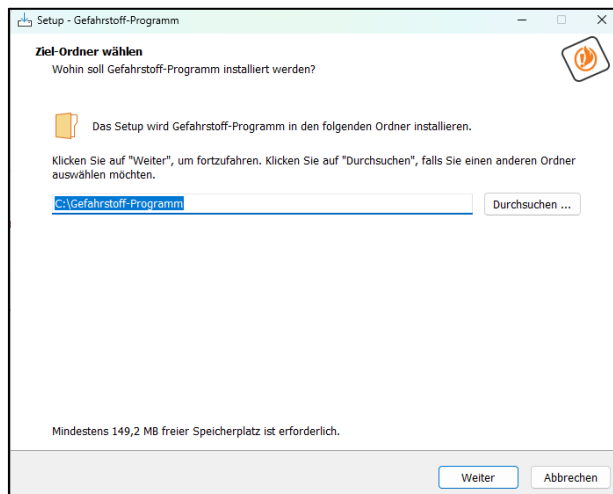 Setup - Gefahrstoff-Programm
Ziel-Ordner wählen
Wohin soll Gefahrstoff-Programm installiert werden?
Das Setup wird Gefahrstoff-Programm in den folgenden Ordner installieren.
Klicken Sie auf "Weiter", um fortzufahren. Klicken Sie auf "Durchsuchen", falls Sie einen anderen Ordner
auswählen möchten.
C:\Gefahrstoff-Programm
Durchsuchen ...
Mindestens 149,2 MB freier Speicherplatz ist erforderlich.
Weiter
Abbrechen